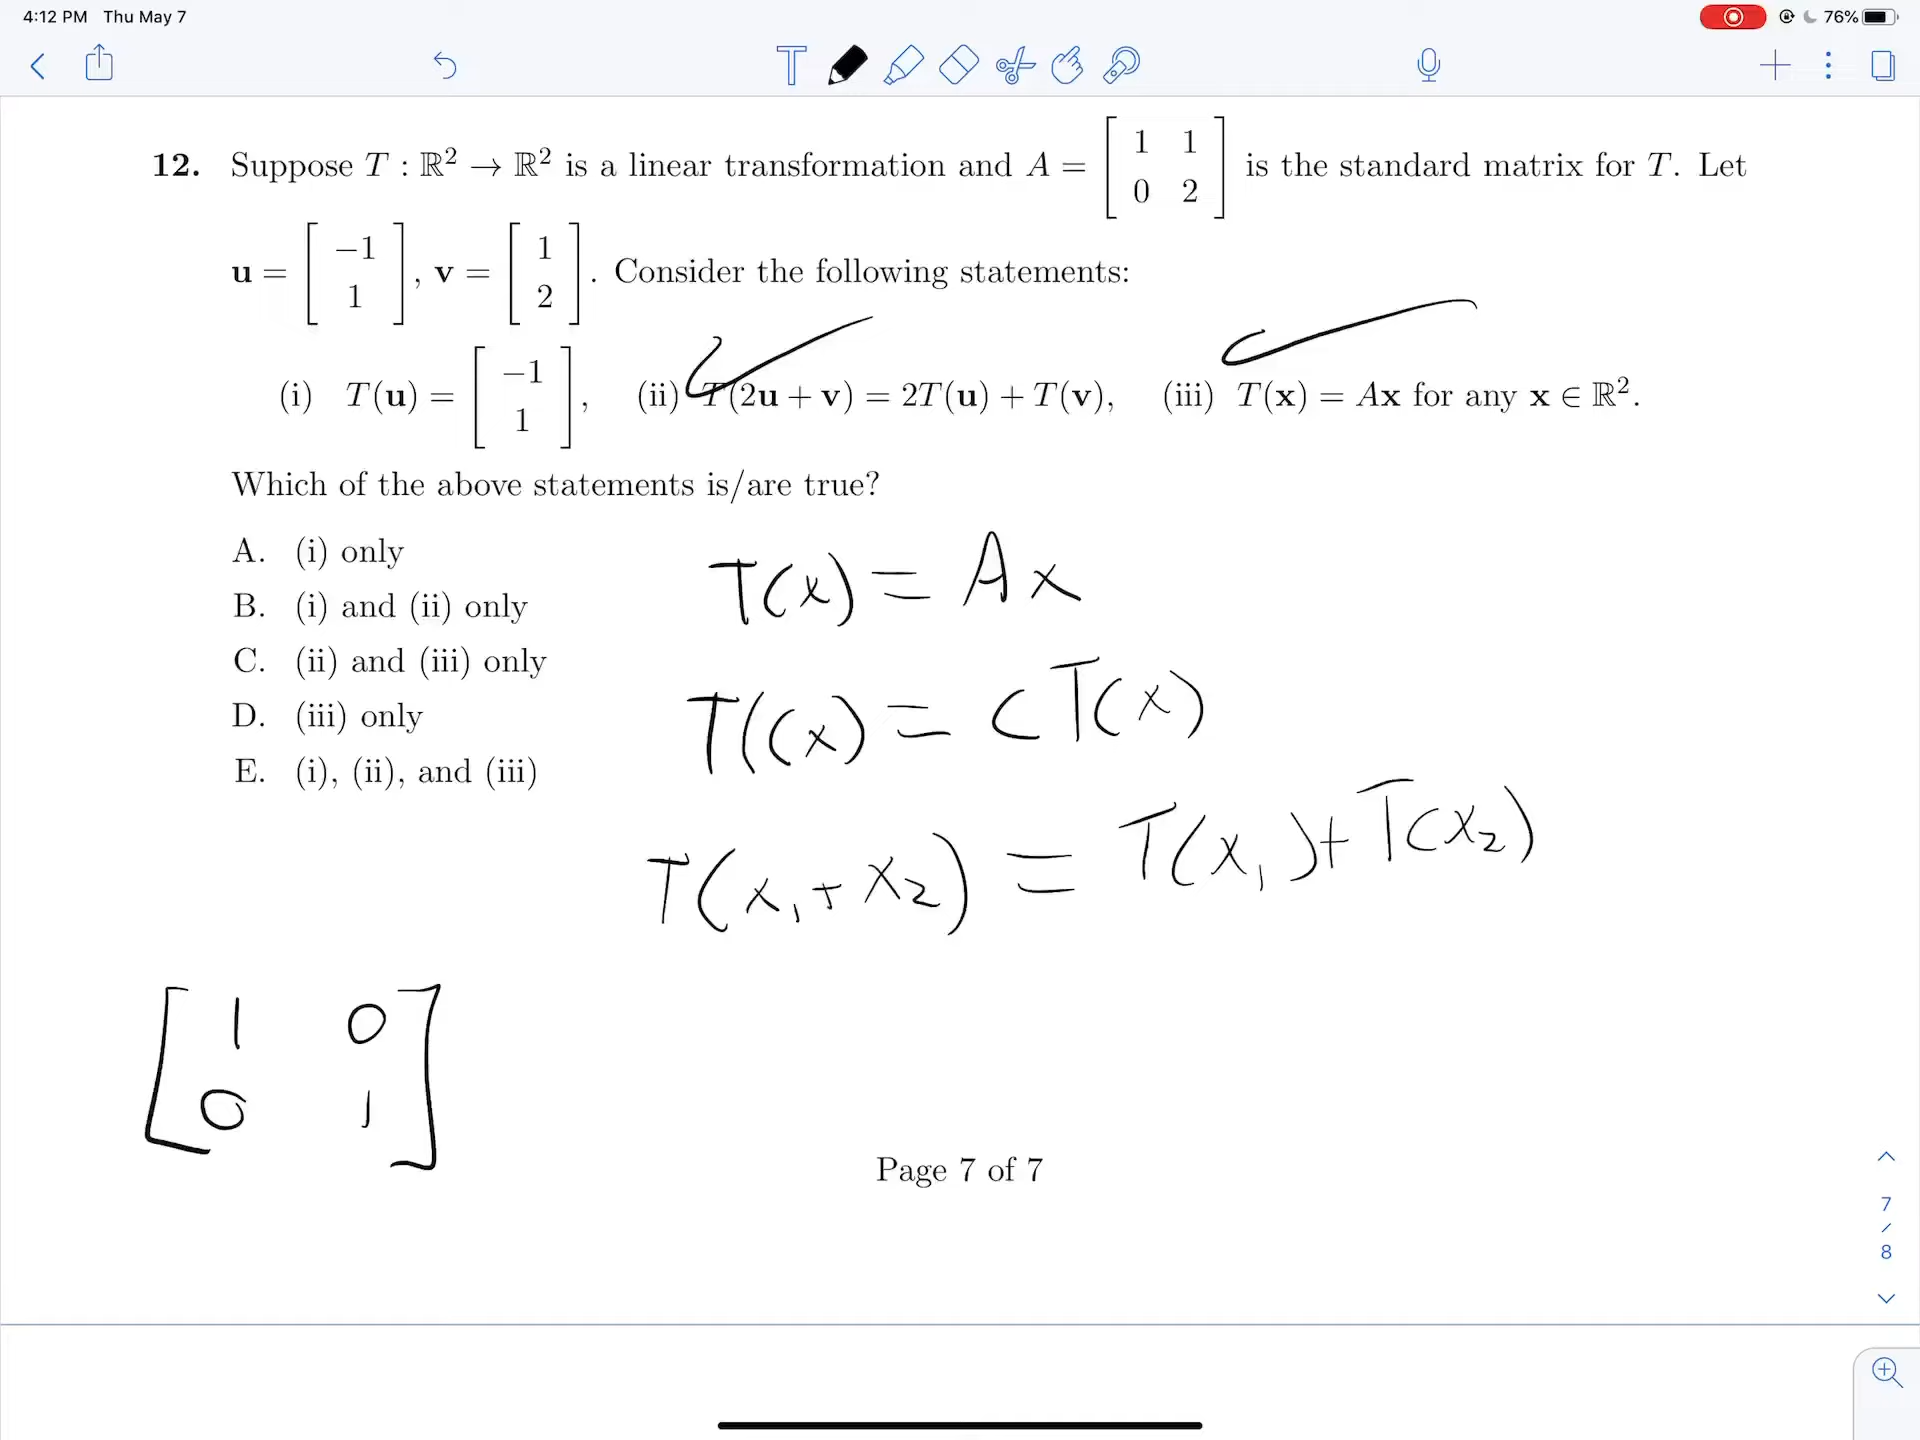 4:12 PM Thu May 7 76%
12. Suppose T : ℝ² → ℝ² is a linear transformation and A = [1 1; 0 2] is the standard matrix for T. Let
u = [−1; 1], v = [1; 2]. Consider the following statements:
(i) T(u) = [−1; 1], (ii) T(2u + v) = 2T(u) + T(v), (iii) T(x) = Ax for any x ∈ ℝ².
Which of the above statements is/are true?
A. (i) only
B. (i) and (ii) only
C. (ii) and (iii) only
D. (iii) only
E. (i), (ii), and (iii)
T(x) = Ax
T(cx) = cT(x)
T(x₁ + x₂) = T(x₁) + T(x₂)
[1 0
0 1]
Page 7 of 7
7
/
8